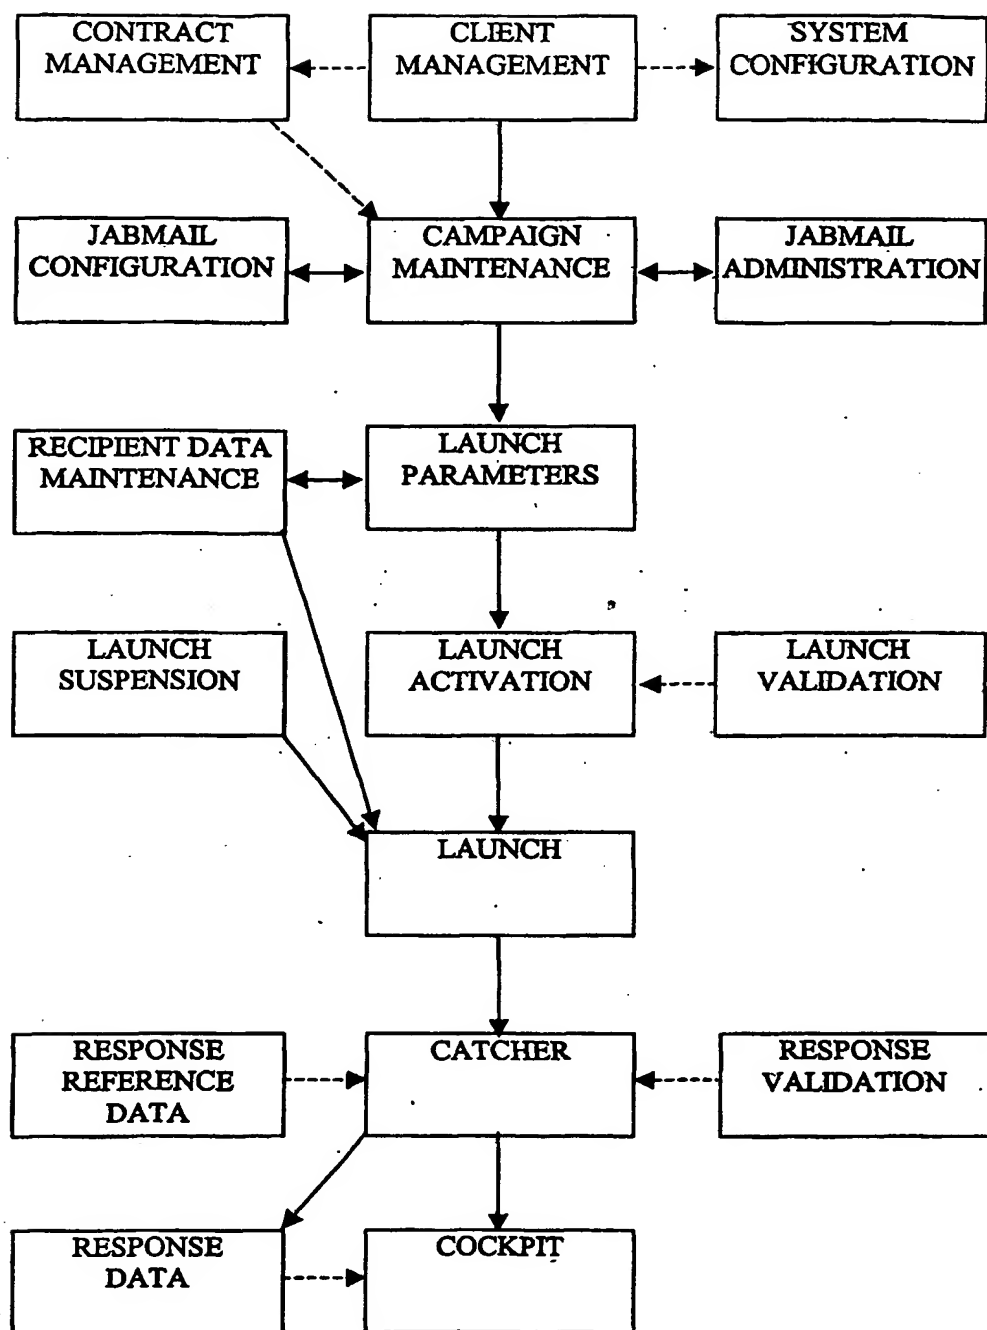 CONTRACT
MANAGEMENT
CLIENT
MANAGEMENT
SYSTEM
CONFIGURATION
JABMAIL
CONFIGURATION
CAMPAIGN
MAINTENANCE
JABMAIL
ADMINISTRATION
RECIPIENT DATA
MAINTENANCE
LAUNCH
PARAMETERS
LAUNCH
SUSPENSION
LAUNCH
ACTIVATION
LAUNCH
VALIDATION
LAUNCH
RESPONSE
REFERENCE
DATA
CATCHER
RESPONSE
VALIDATION
RESPONSE
DATA
COCKPIT